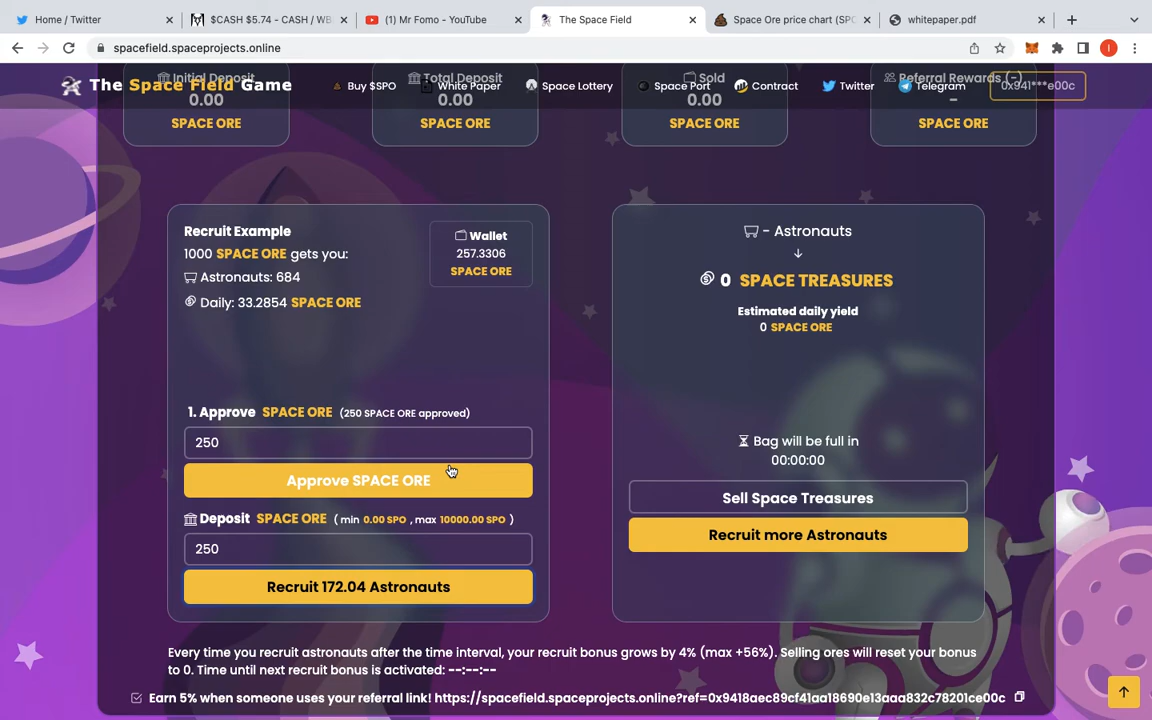 Home / Twitter
$CASH $5.74 - CASH / WB
(1) Mr Fomo - YouTube
The Space Field
Space Ore price chart (SPO
whitepaper.pdf
spacefield.spaceprojects.online
I
The Space Field Game
Buy $SPO
White Paper
Space Lottery
Space Port
Contract
Twitter
Telegram
0x941***e00c
Initial Deposit
Total Deposit
Sold
Referral Rewards (-)
0.00
0.00
0.00
-
SPACE ORE
SPACE ORE
SPACE ORE
SPACE ORE
Recruit Example
1000 SPACE ORE gets you:
Astronauts: 684
Daily: 33.2854 SPACE ORE
Wallet
257.3306
SPACE ORE
1. Approve SPACE ORE (250 SPACE ORE approved)
250
Approve SPACE ORE
Deposit SPACE ORE ( min 0.00 SPO , max 10000.00 SPO )
250
Recruit 172.04 Astronauts
- Astronauts
↓
0 SPACE TREASURES
Estimated daily yield
0 SPACE ORE
Bag will be full in
00:00:00
Sell Space Treasures
Recruit more Astronauts
Every time you recruit astronauts after the time interval, your recruit bonus grows by 4% (max +56%). Selling ores will reset your bonus
to 0. Time until next recruit bonus is activated: --:--:--
Earn 5% when someone uses your referral link! https://spacefield.spaceprojects.online?ref=0x9418aec89cf41aa18690e13aaa832c78201ce00c